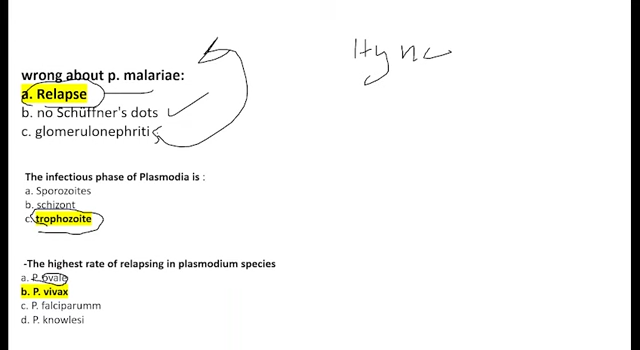 wrong about p. malariae:
a. Relapse
b. no Schüffner's dots
c. glomerulonephriti
The infectious phase of Plasmodia is :
a. Sporozoites
b. schizont
c. trophozoite
-The highest rate of relapsing in plasmodium species
a. P. ovale
b. P. vivax
c. P. falciparumm
d. P. knowlesi